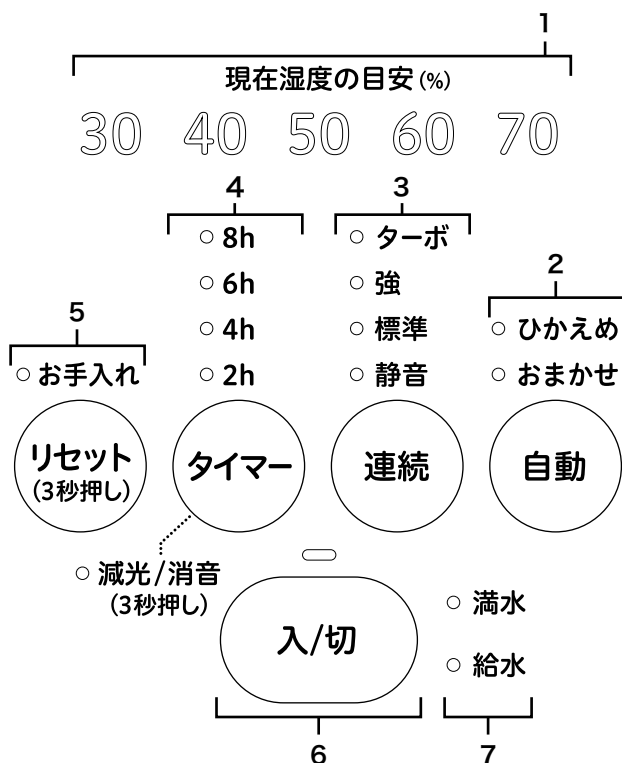 1
現在湿度の目安(%)
30 40 50 60 70
4
8h
6h
4h
2h
3
ターボ
強
標準
静音
2
ひかえめ
おまかせ
5
お手入れ
リセット
(3秒押し)
タイマー
連続
自動
減光/消音
(3秒押し)
入/切
満水
給水
6
7